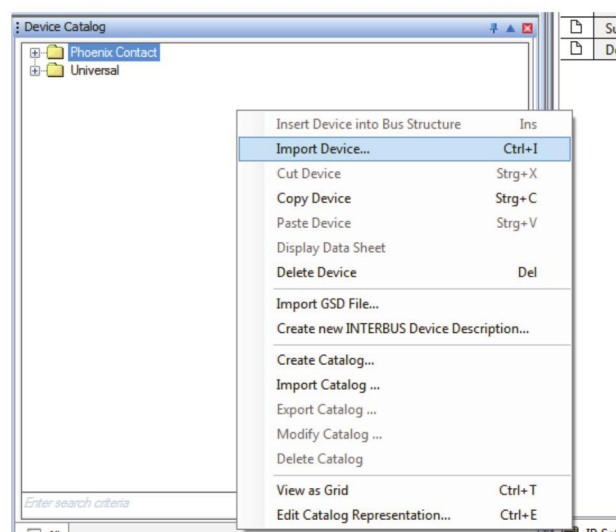 Device Catalog
Phoenix Contact
Universal
Insert Device into Bus Structure Ins
Import Device... Ctrl+I
Cut Device Strg+X
Copy Device Strg+C
Paste Device Strg+V
Display Data Sheet
Delete Device Del
Import GSD File...
Create new INTERBUS Device Description...
Create Catalog...
Import Catalog ...
Export Catalog ...
Modify Catalog ...
Delete Catalog
View as Grid Ctrl+T
Edit Catalog Representation... Ctrl+E
Enter search criteria